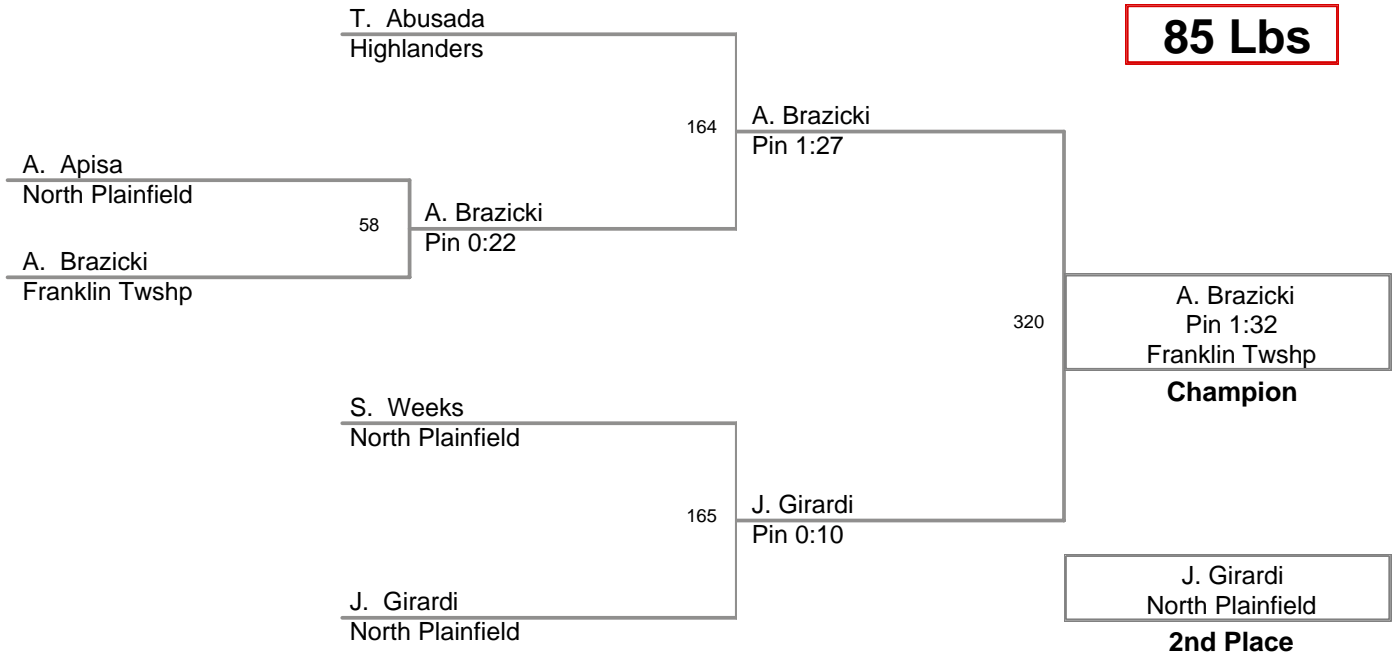 T. Abusada
Highlanders
85 Lbs
164
A. Brazicki
Pin 1:27
A. Apisa
North Plainfield
58
A. Brazicki
Pin 0:22
A. Brazicki
Franklin Twshp
320
A. Brazicki
Pin 1:32
Franklin Twshp
Champion
S. Weeks
North Plainfield
165
J. Girardi
Pin 0:10
J. Girardi
North Plainfield
J. Girardi
North Plainfield
2nd Place